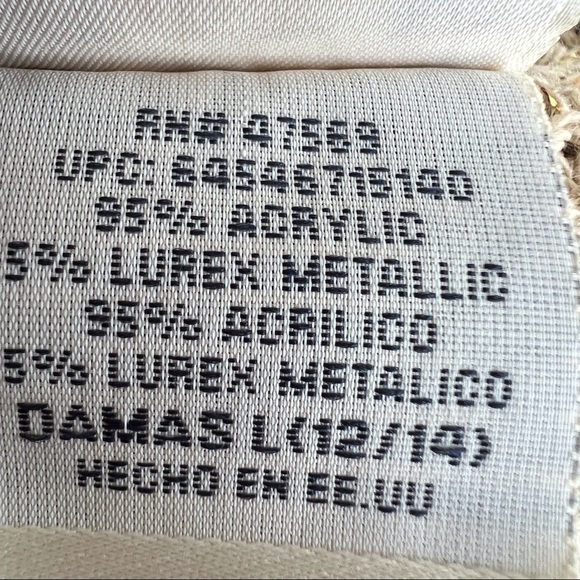 RN# 47569
UPC: 64546715140
95% ACRYLIC
5% LUREX METALLIC
95% ACRILICO
5% LUREX METALICO
DAMAS L(12/14)
HECHO EN EE.UU